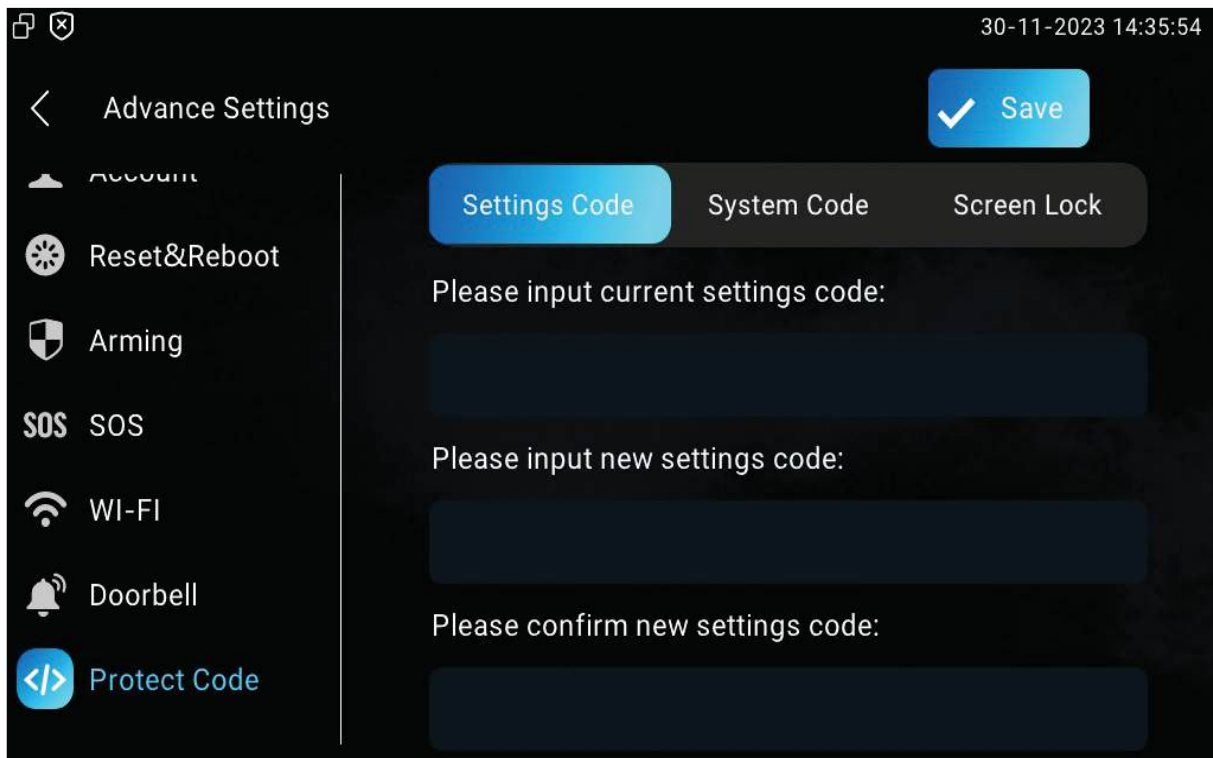 30-11-2023 14:35:54
Advance Settings
Save
Account
Reset&Reboot
Arming
SOS SOS
WI-FI
Doorbell
</> Protect Code
Settings Code
System Code
Screen Lock
Please input current settings code:
Please input new settings code:
Please confirm new settings code: